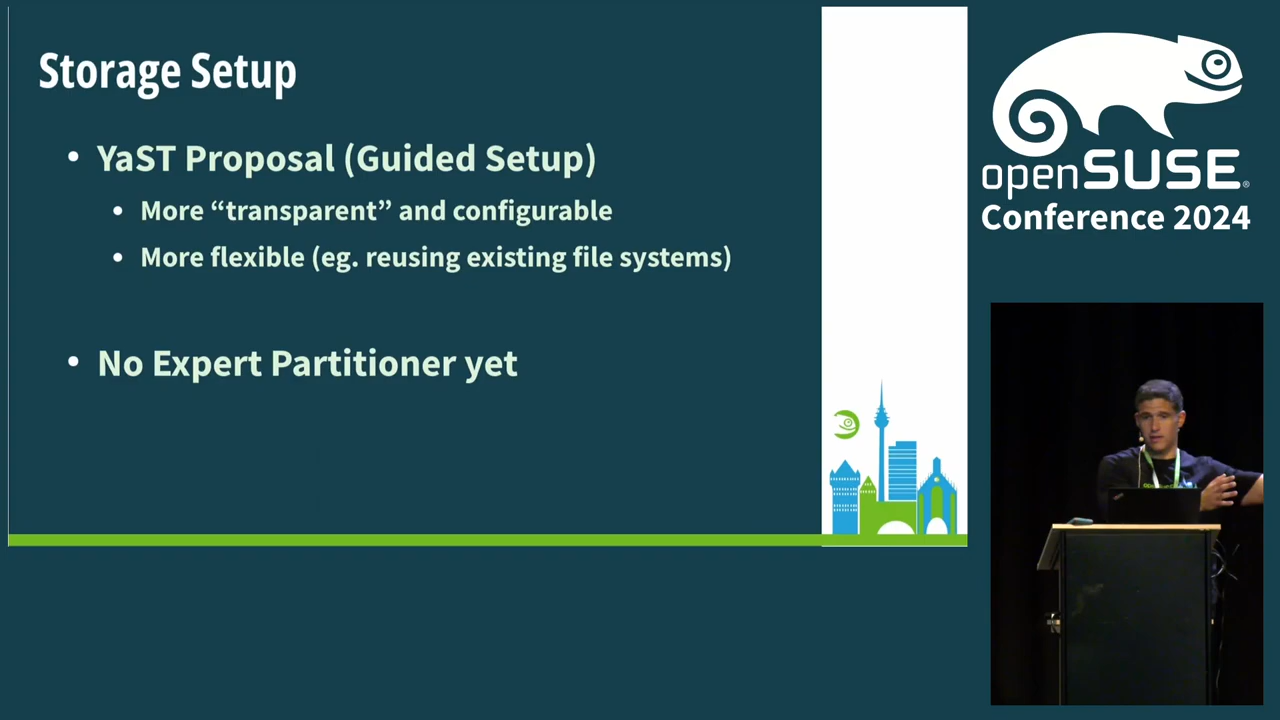 Storage Setup
• YaST Proposal (Guided Setup)
• More “transparent” and configurable
• More flexible (eg. reusing existing file systems)
• No Expert Partitioner yet
openSUSE®
Conference 2024